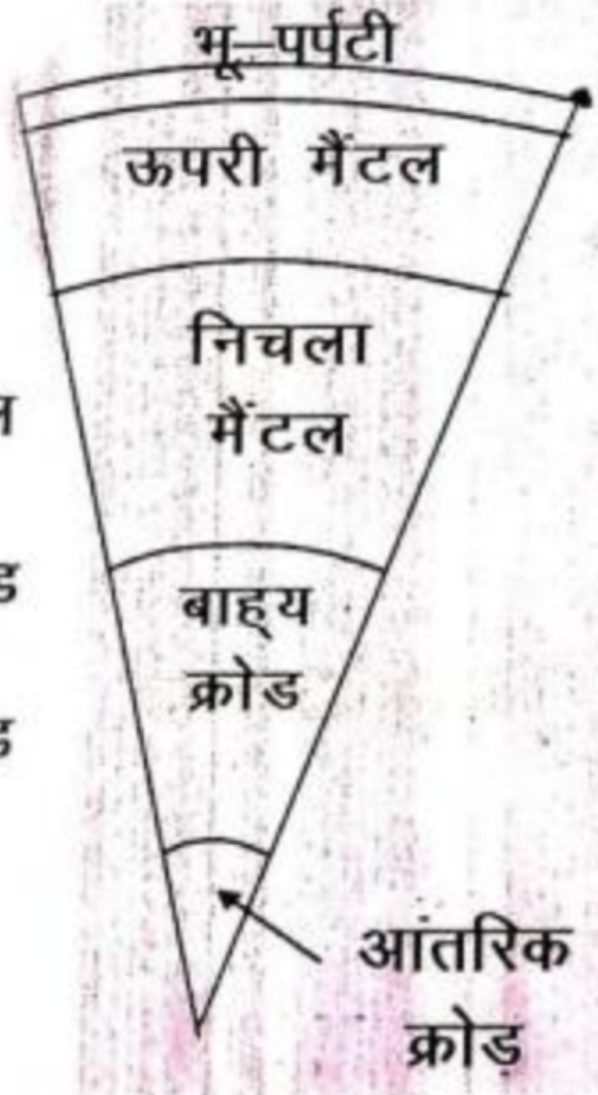 भू-पर्पटी
ऊपरी मैंटल
निचला
मैंटल
बाह्य
क्रोड
आंतरिक
क्रोड़